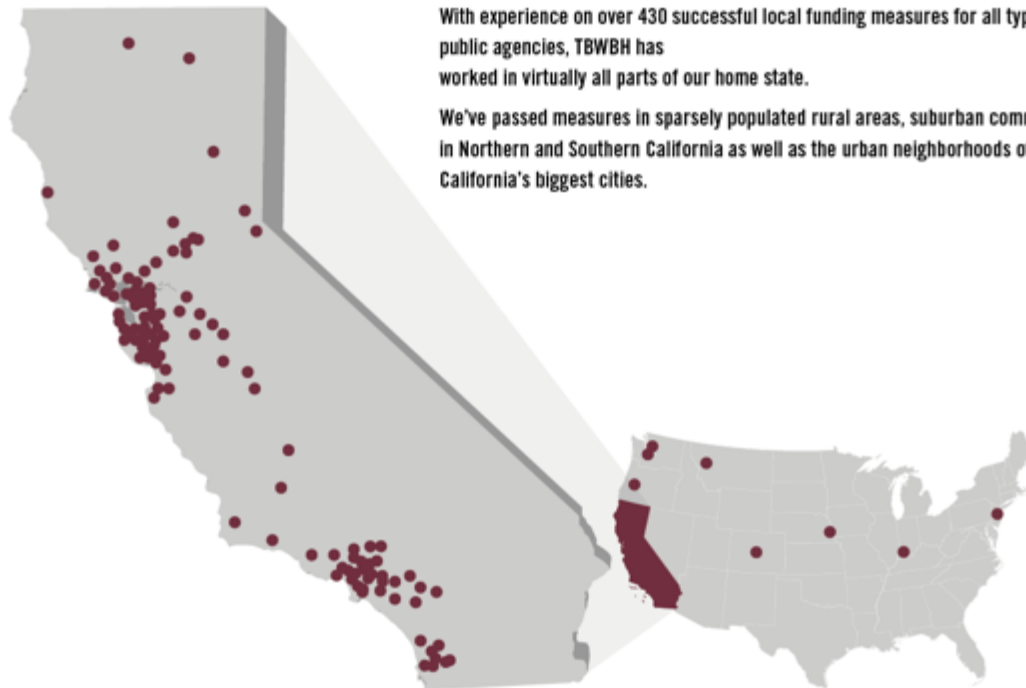 With experience on over 430 successful local funding measures for all
public agencies, TBWBH has
worked in virtually all parts of our home state.
We've passed measures in sparsely populated rural areas, suburban
in Northern and Southern California as well as the urban neighborhoods
California's biggest cities.